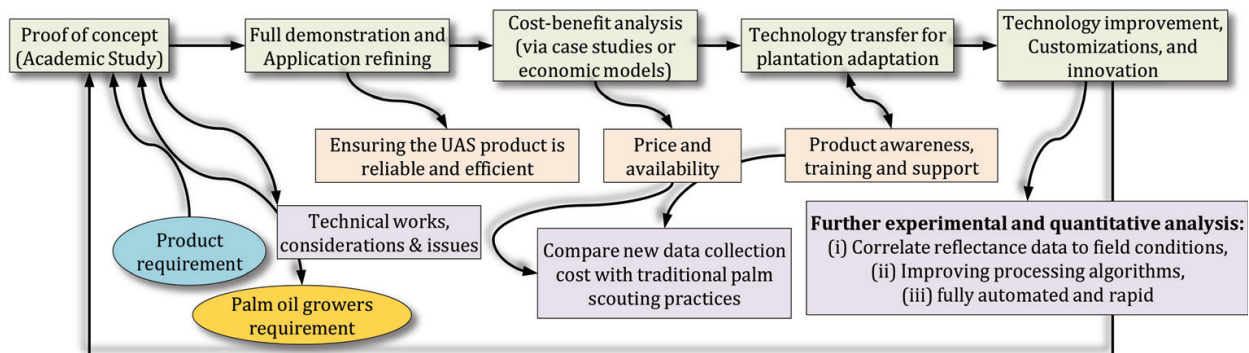 Proof of concept
(Academic Study)
Full demonstration and
Application refining
Cost-benefit analysis
(via case studies or
economic models)
Technology transfer for
plantation adaptation
Technology improvement,
Customizations, and
innovation
Ensuring the UAS product is
reliable and efficient
Price and
availability
Product awareness,
training and support
Product
requirement
Technical works,
considerations & issues
Palm oil growers
requirement
Compare new data collection
cost with traditional palm
scouting practices
Further experimental and quantitative analysis:
(i) Correlate reflectance data to field conditions,
(ii) Improving processing algorithms,
(iii) fully automated and rapid